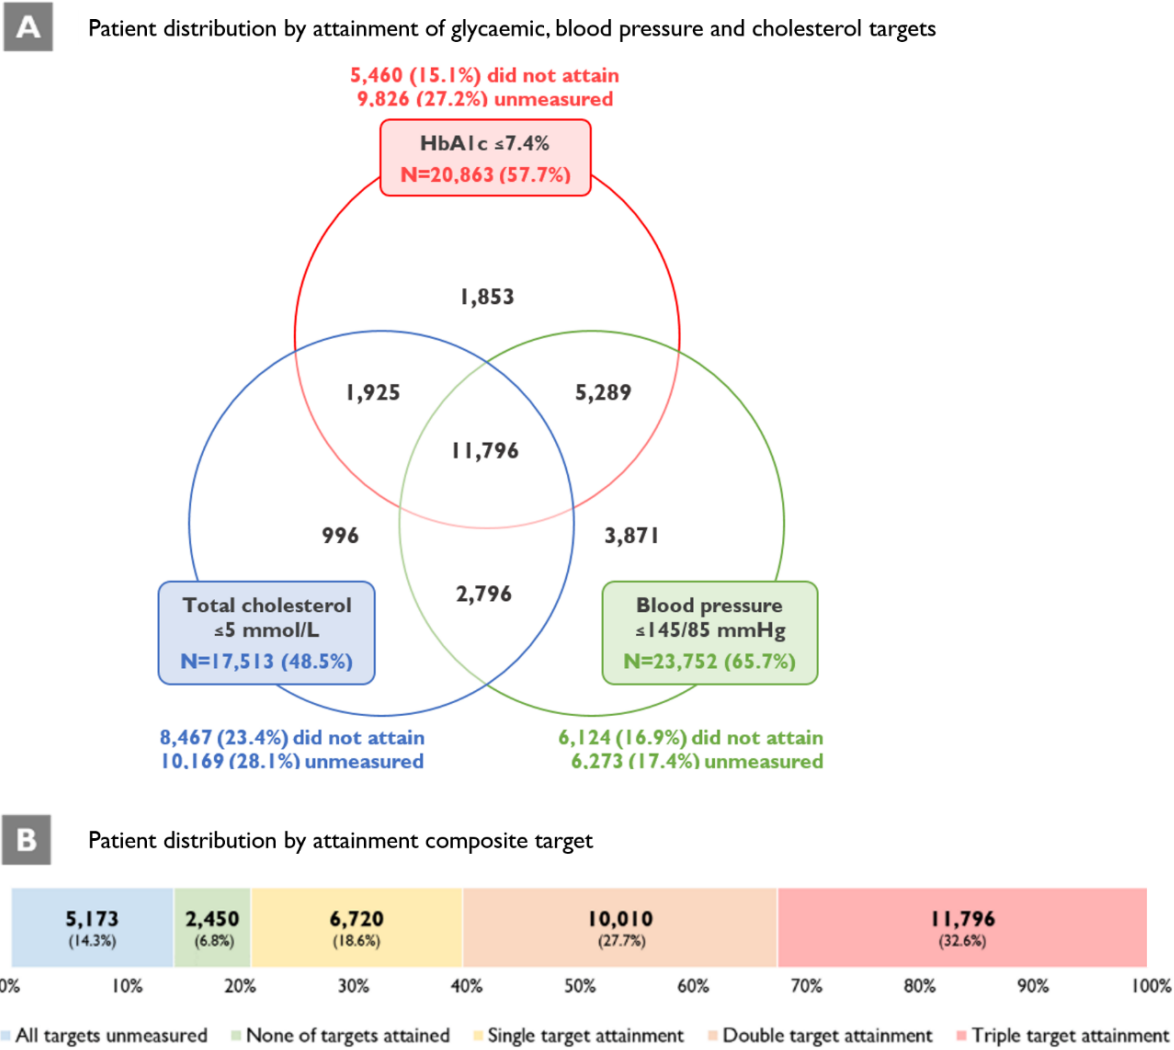 A
Patient distribution by attainment of glycaemic, blood pressure and cholesterol targets
5,460 (15.1%) did not attain
9,826 (27.2%) unmeasured
HbA1c ≤7.4%
N=20,863 (57.7%)
1,853
1,925
5,289
11,796
996
3,871
2,796
Total cholesterol
≤5 mmol/L
N=17,513 (48.5%)
Blood pressure
≤145/85 mmHg
N=23,752 (65.7%)
8,467 (23.4%) did not attain
10,169 (28.1%) unmeasured
6,124 (16.9%) did not attain
6,273 (17.4%) unmeasured
B
Patient distribution by attainment composite target
5,173 2,450 6,720 10,010 11,796
(14.3%) (6.8%) (18.6%) (27.7%) (32.6%)
0% 10% 20% 30% 40% 50% 60% 70% 80% 90% 100%
All targets unmeasured None of targets attained Single target attainment Double target attainment Triple target attainment